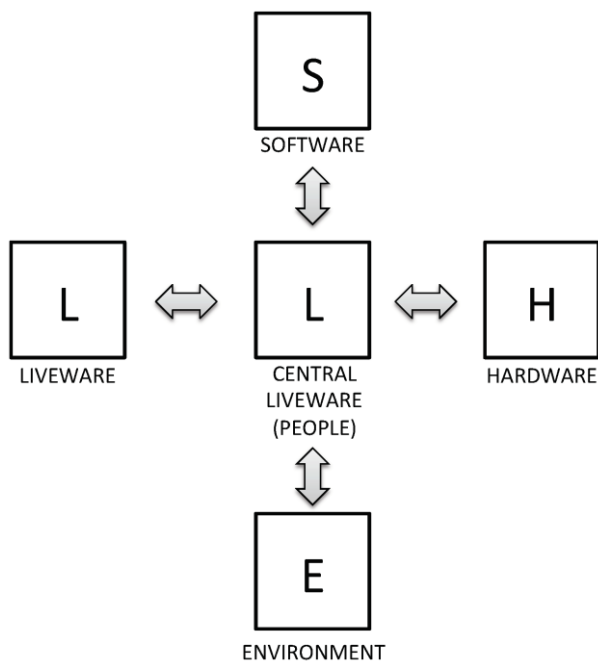 S
SOFTWARE
L
L
H
LIVEWARE
CENTRAL
LIVEWARE
(PEOPLE)
HARDWARE
E
ENVIRONMENT